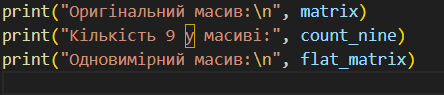 print("Оригінальний масив:\n", matrix)
print("Кількість 9 у масиві:", count_nine)
print("Одновимірний масив:\n", flat_matrix)